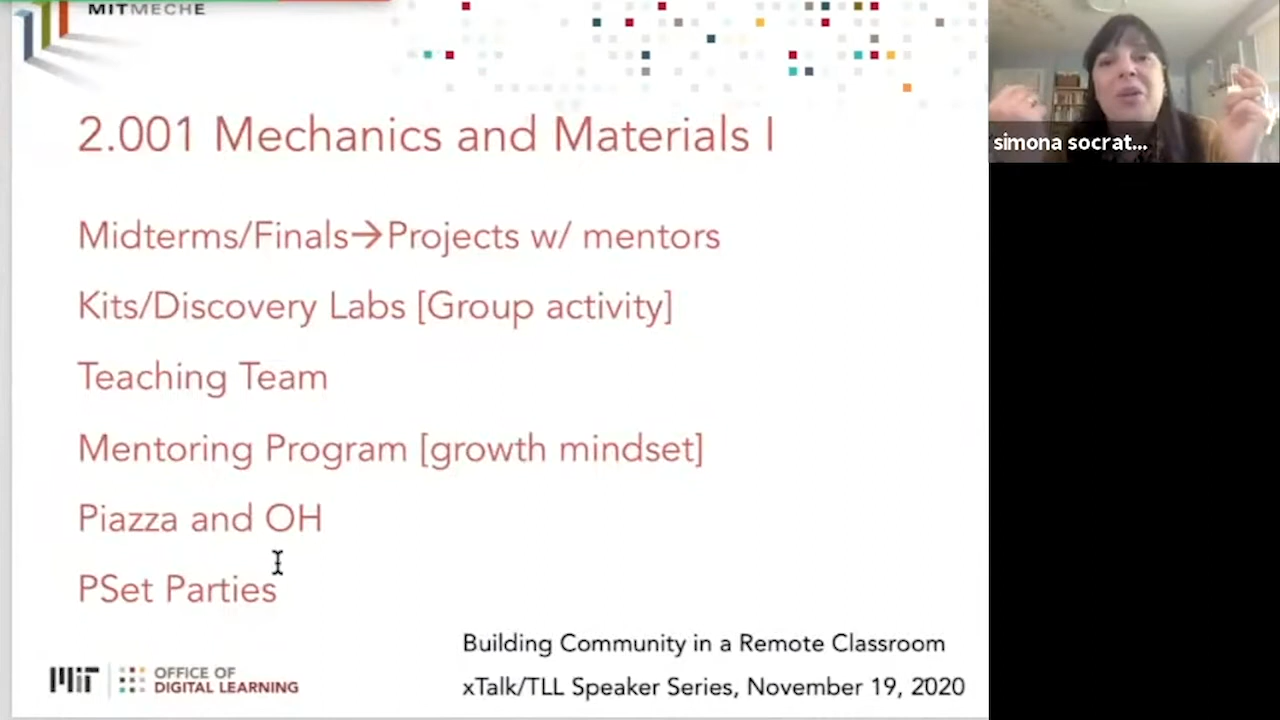 MITMECHE
simona socrat...
2.001 Mechanics and Materials I
Midterms/Finals→Projects w/ mentors
Kits/Discovery Labs [Group activity]
Teaching Team
Mentoring Program [growth mindset]
Piazza and OH
PSet Parties
Building Community in a Remote Classroom
xTalk/TLL Speaker Series, November 19, 2020
MIT
OFFICE OF
DIGITAL LEARNING